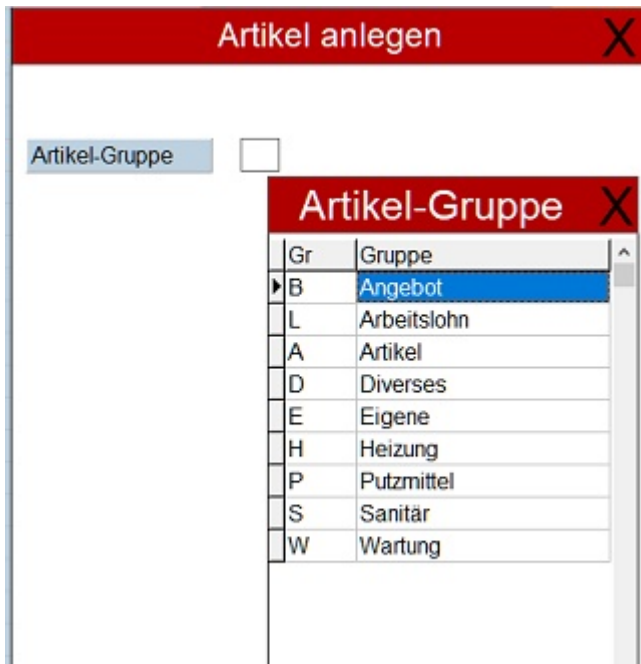 Artikel anlegen X
Artikel-Gruppe
Artikel-Gruppe X
Gr Gruppe
B Angebot
L Arbeitslohn
A Artikel
D Diverses
E Eigene
H Heizung
P Putzmittel
S Sanitär
W Wartung